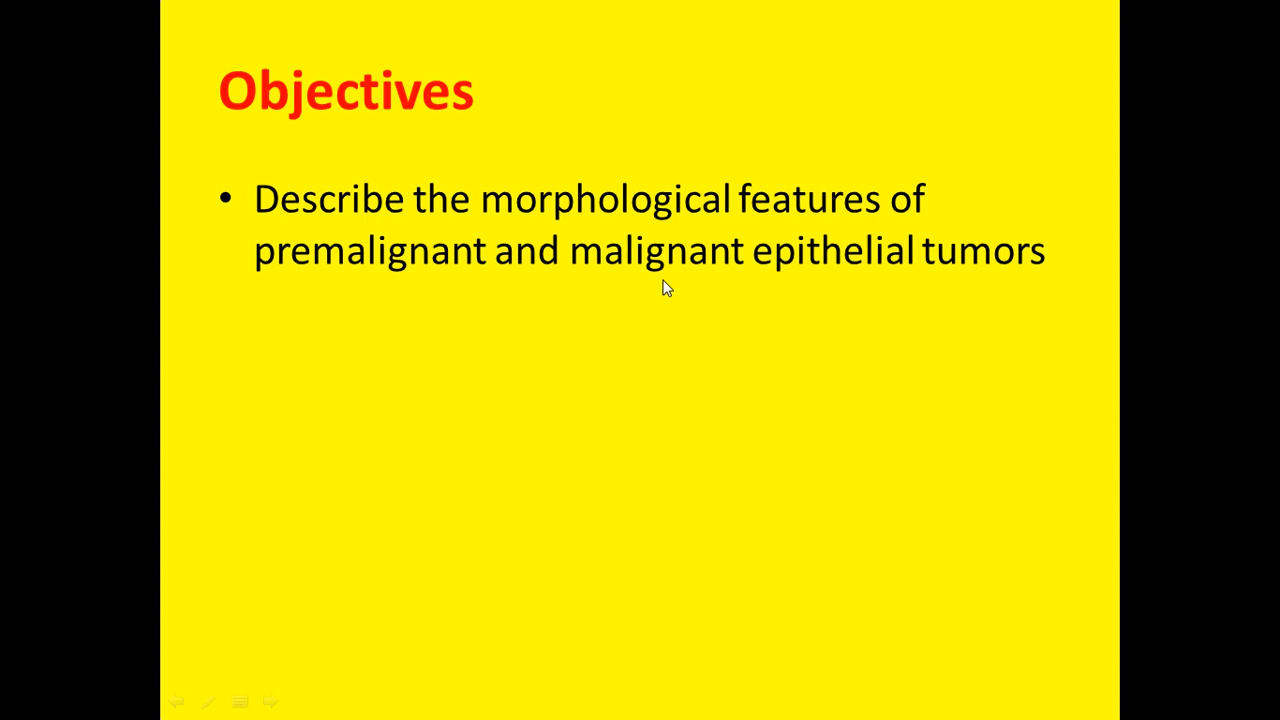 Objectives
• Describe the morphological features of
premalignant and malignant epithelial tumors